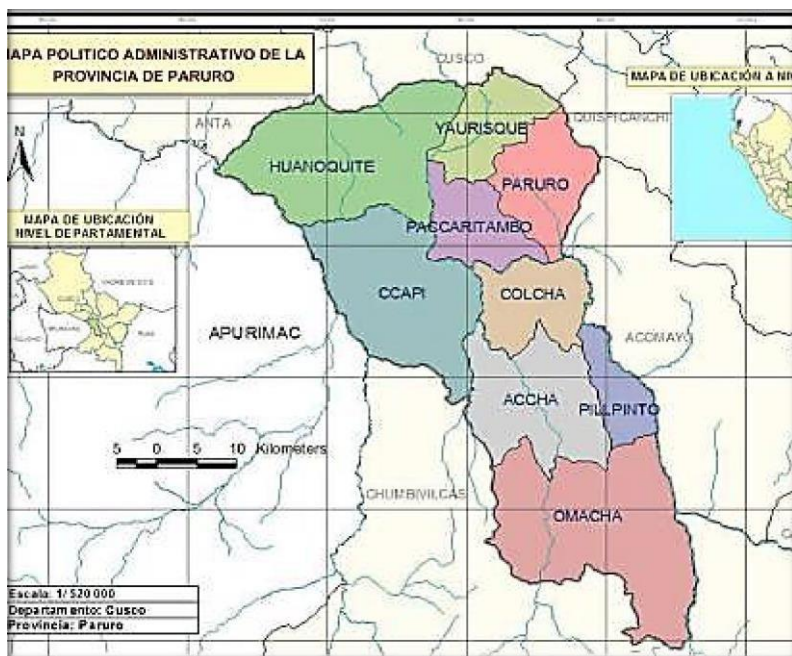 MAPA POLITICO ADMINISTRATIVO DE LA
PROVINCIA DE PARURO
CUSCO
MAPA DE UBICACIÓN A NIV
ANTA
QUISPICANCHI
YAURISQUE
HUANOQUITE
PARURO
N
MAPA DE UBICACIÓN
NIVEL DEPARTAMENTAL
PACCARITAMBO
CCAPI
COLCHA
APURIMAC
ACOMAYO
ACCHA
PILLPINTO
5 0 5 10 Kilometers
CHUMBIVILCAS
OMACHA
Escala: 1/520 000
Departamento: Cusco
Provincia: Paruro